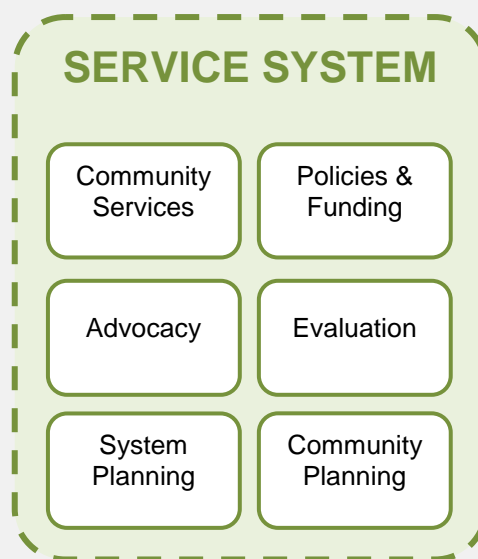 SERVICE SYSTEM
Community
Services
Policies &
Funding
Advocacy
Evaluation
System
Planning
Community
Planning